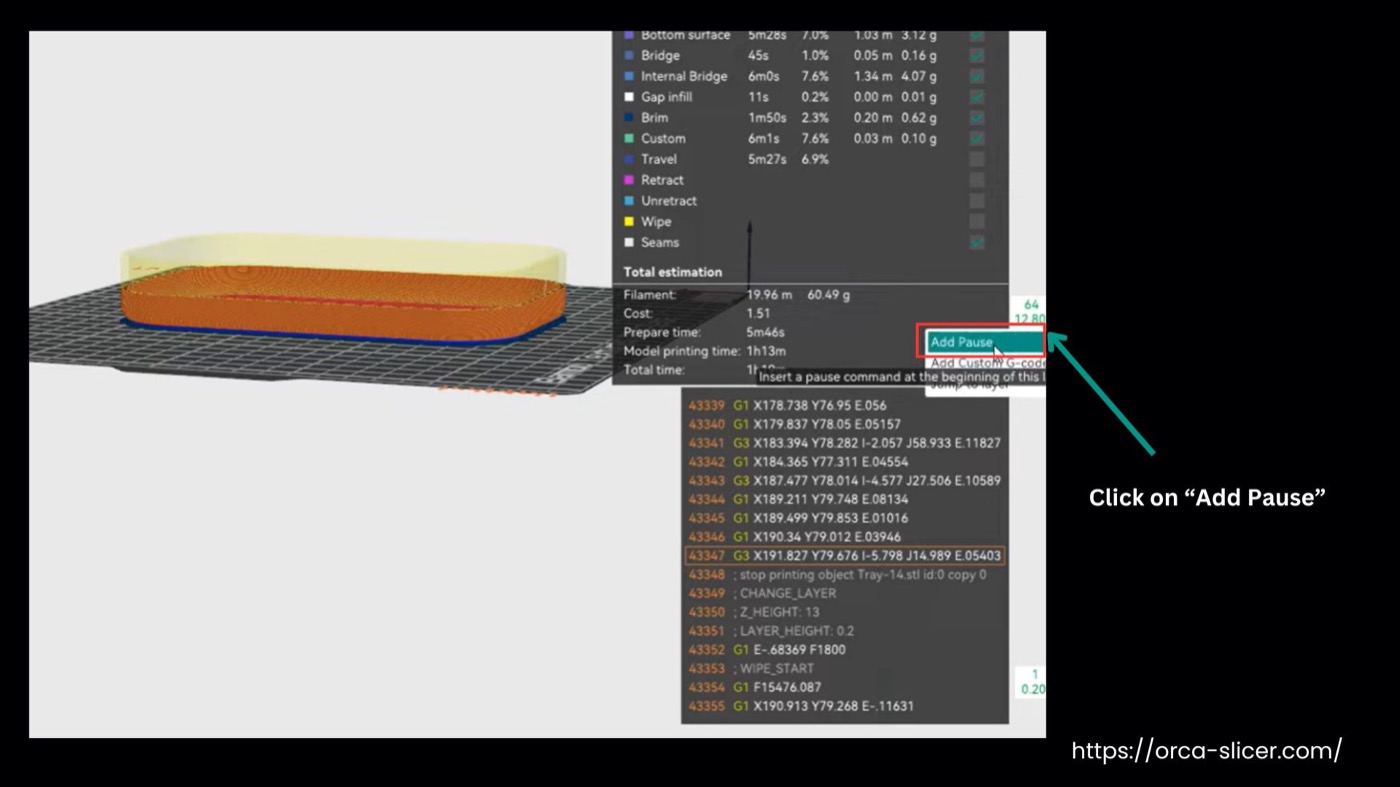 Bottom surface 5m28s 7.0% 1.03 m 3.12 g
Bridge 45s 1.0% 0.05 m 0.16 g
Internal Bridge 6m0s 7.6% 1.34 m 4.07 g
Gap infill 11s 0.2% 0.00 m 0.01 g
Brim 1m50s 2.3% 0.20 m 0.62 g
Custom 6m1s 7.6% 0.03 m 0.10 g
Travel 5m27s 6.9%
Retract
Unretract
Wipe
Seams
Total estimation
Filament: 19.96 m 60.49 g
Cost: 1.51
Prepare time: 5m46s
Model printing time: 1h13m
Total time:
64
12.80
Add Pause
Add Custom G-code
Insert a pause command at the beginning of this l
Jump to layer
43339 G1 X178.738 Y76.95 E.056
43340 G1 X179.837 Y78.05 E.05157
43341 G3 X183.394 Y78.282 I-2.057 J58.933 E.11827
43342 G1 X184.365 Y77.311 E.04554
43343 G3 X187.477 Y78.014 I-4.577 J27.506 E.10589
43344 G1 X189.211 Y79.748 E.08134
43345 G1 X189.499 Y79.853 E.01016
43346 G1 X190.34 Y79.012 E.03946
43347 G3 X191.827 Y79.676 I-5.798 J14.989 E.05403
43348 ; stop printing object Tray-14.stl id:0 copy 0
43349 ; CHANGE_LAYER
43350 ; Z_HEIGHT: 13
43351 ; LAYER_HEIGHT: 0.2
43352 G1 E-.68369 F1800
43353 ; WIPE_START
43354 G1 F15476.087
43355 G1 X190.913 Y79.268 E-.11631
1
0.20
Click on “Add Pause”
https://orca-slicer.com/